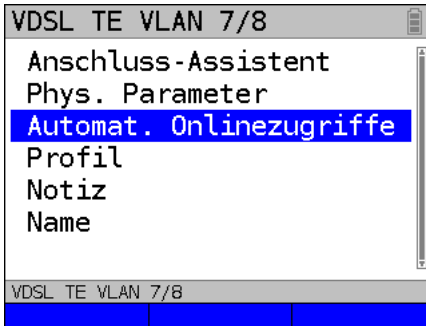 VDSL TE VLAN 7/8
Anschluss-Assistent
Phys. Parameter
Automat. Onlinezugriffe
Profil
Notiz
Name
VDSL TE VLAN 7/8